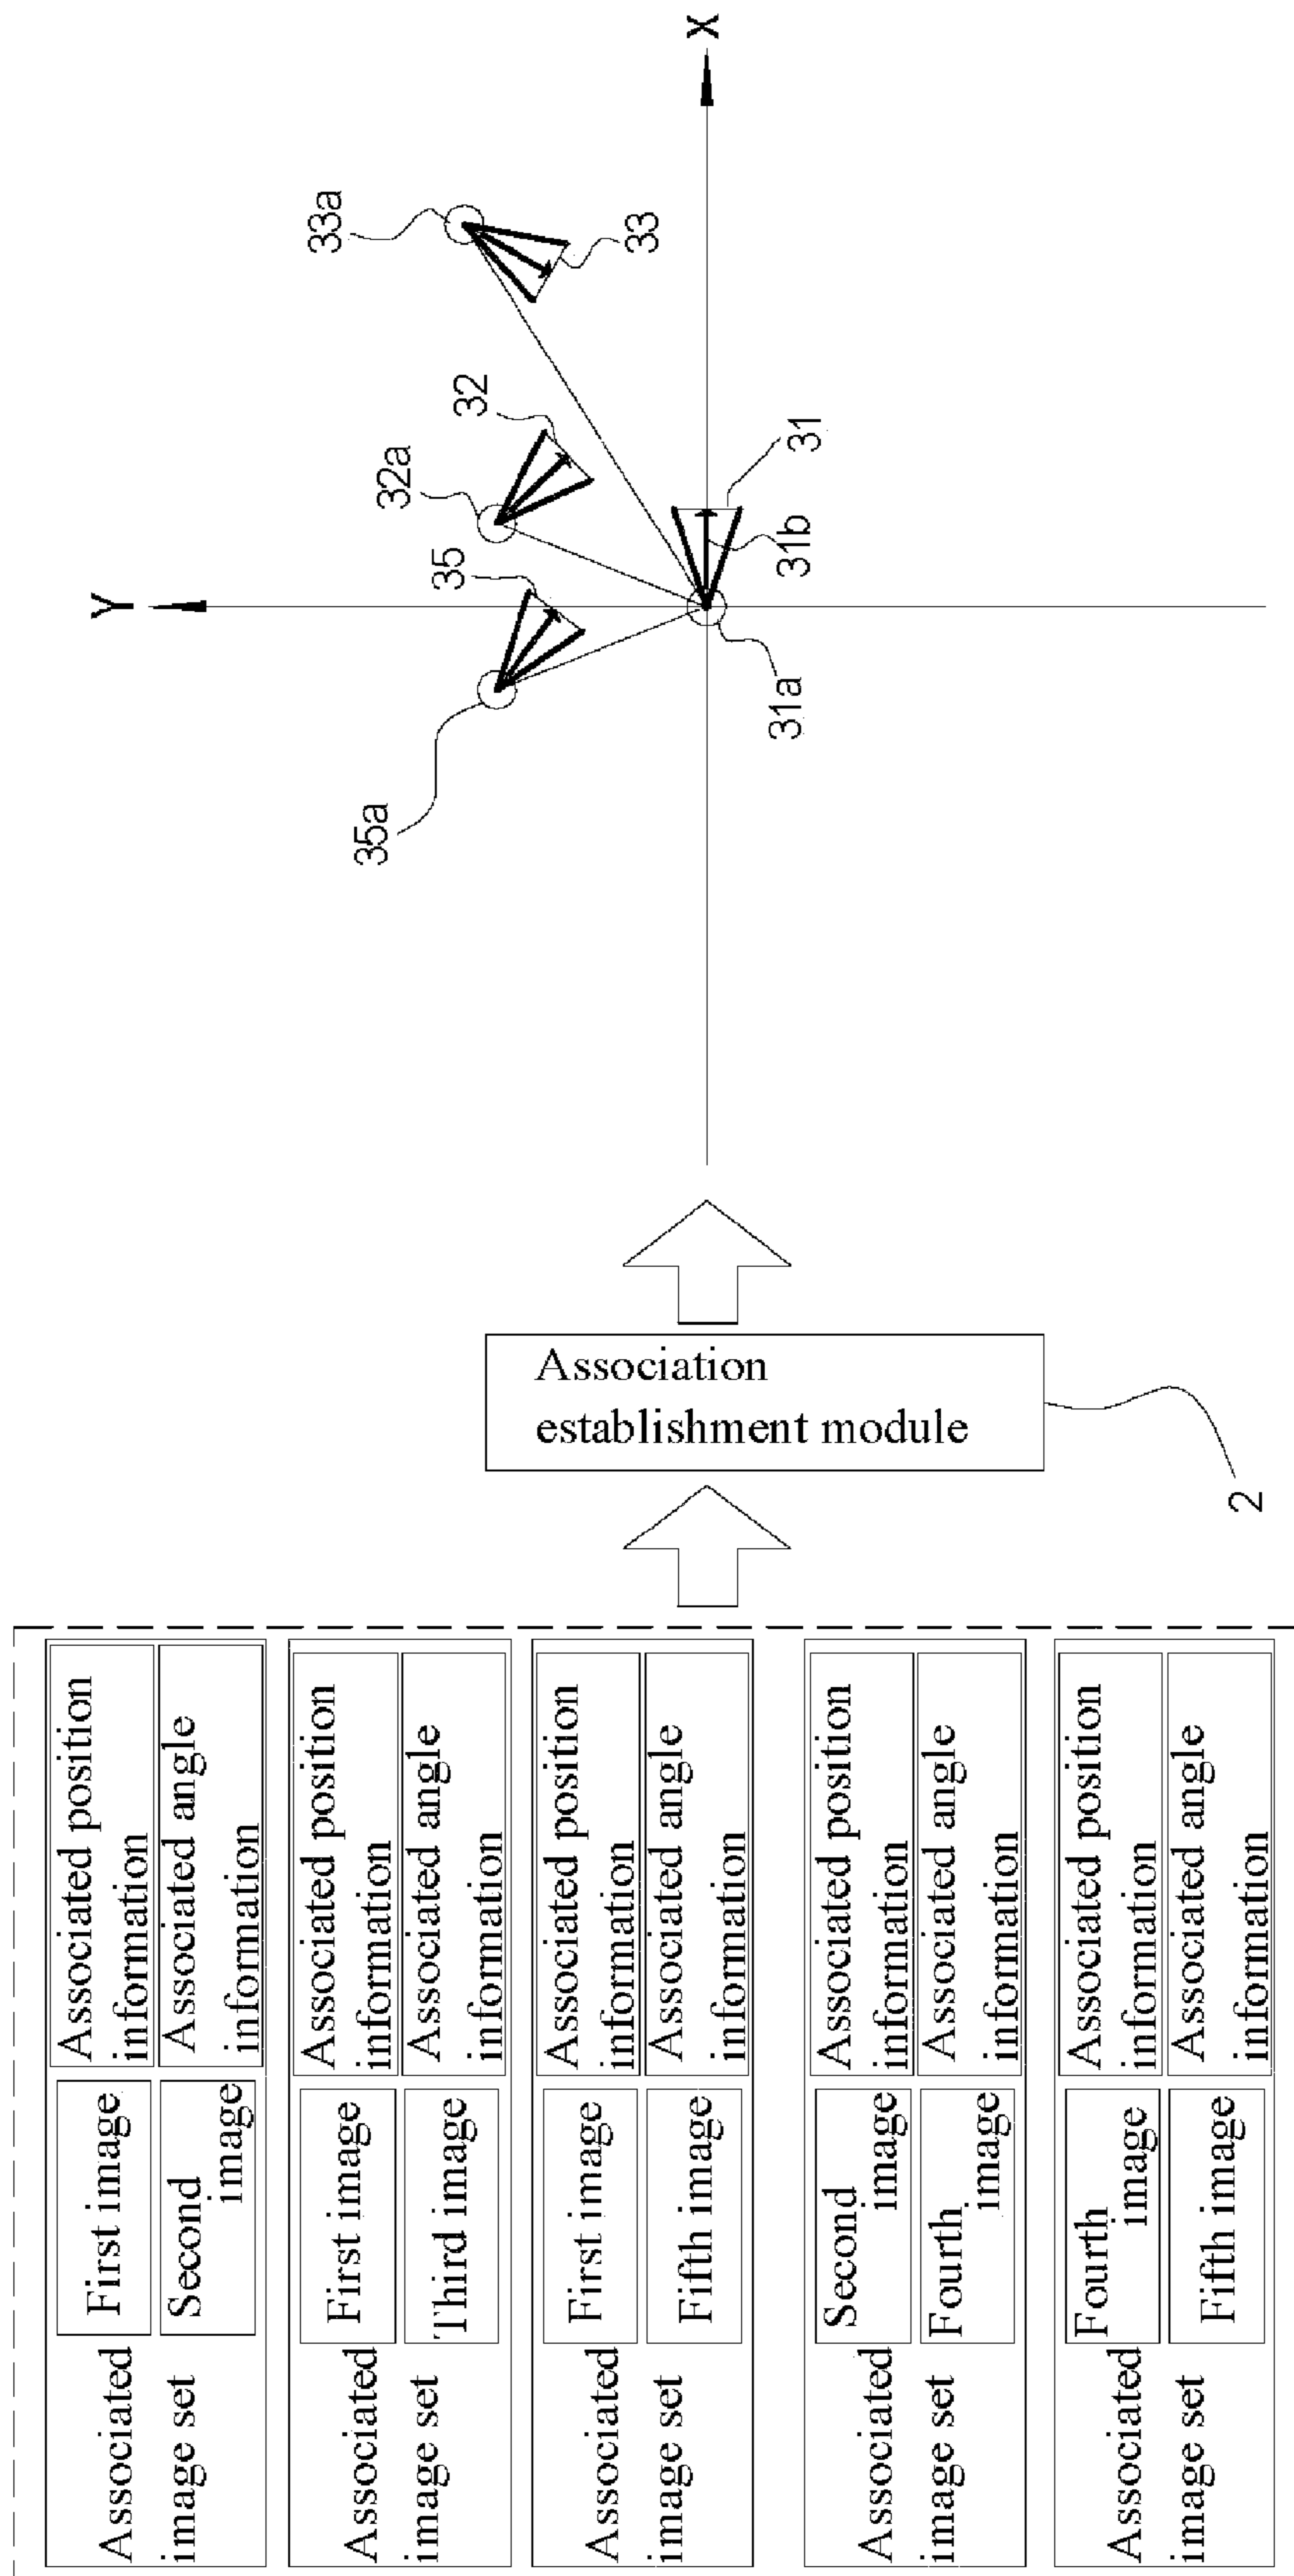 Associated
image set
First image
Second
image
Associated position
information
Associated angle
information
Associated
image set
First image
Third image
Associated position
information
Associated angle
information
Associated
image set
First image
Fifth image
Associated position
information
Associated angle
information
Associated
image set
Second
image
Fourth
image
Associated position
information
Associated angle
information
Associated
image set
Fourth
image
Fifth image
Associated position
information
Associated angle
information
Association
establishment module
2
Y
X
35a
35
32a
32
33a
33
31a
31b
31